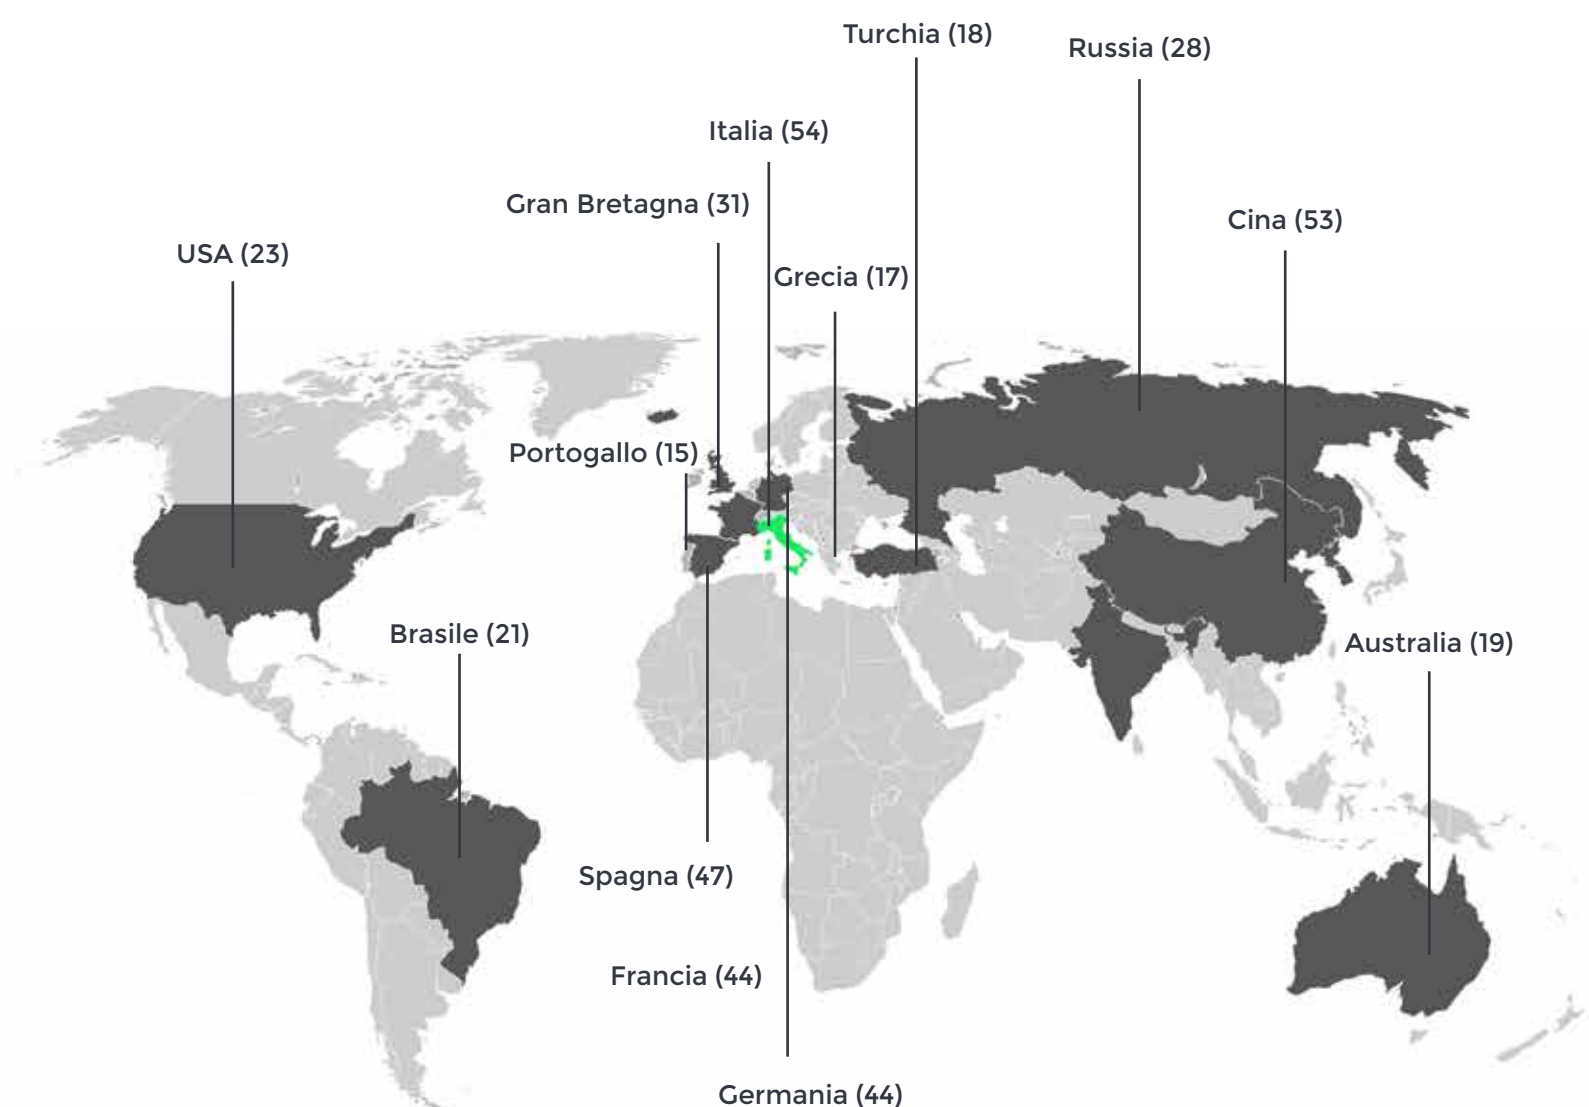 Turchia (18)
Russia (28)
Italia (54)
Gran Bretagna (31)
Cina (53)
USA (23)
Grecia (17)
Portogallo (15)
Brasile (21)
Australia (19)
Spagna (47)
Francia (44)
Germania (44)